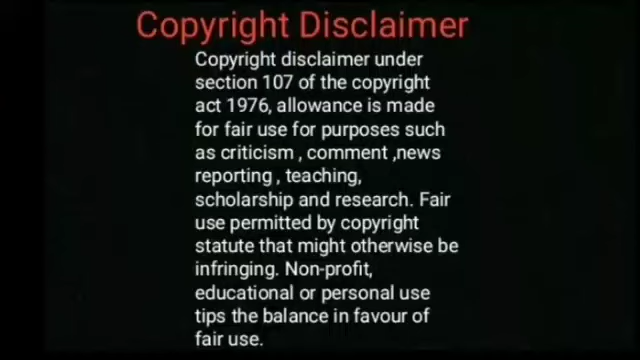 Copyright Disclaimer
Copyright disclaimer under
section 107 of the copyright
act 1976, allowance is made
for fair use for purposes such
as criticism , comment ,news
reporting , teaching,
scholarship and research. Fair
use permitted by copyright
statute that might otherwise be
infringing. Non-profit,
educational or personal use
tips the balance in favour of
fair use.